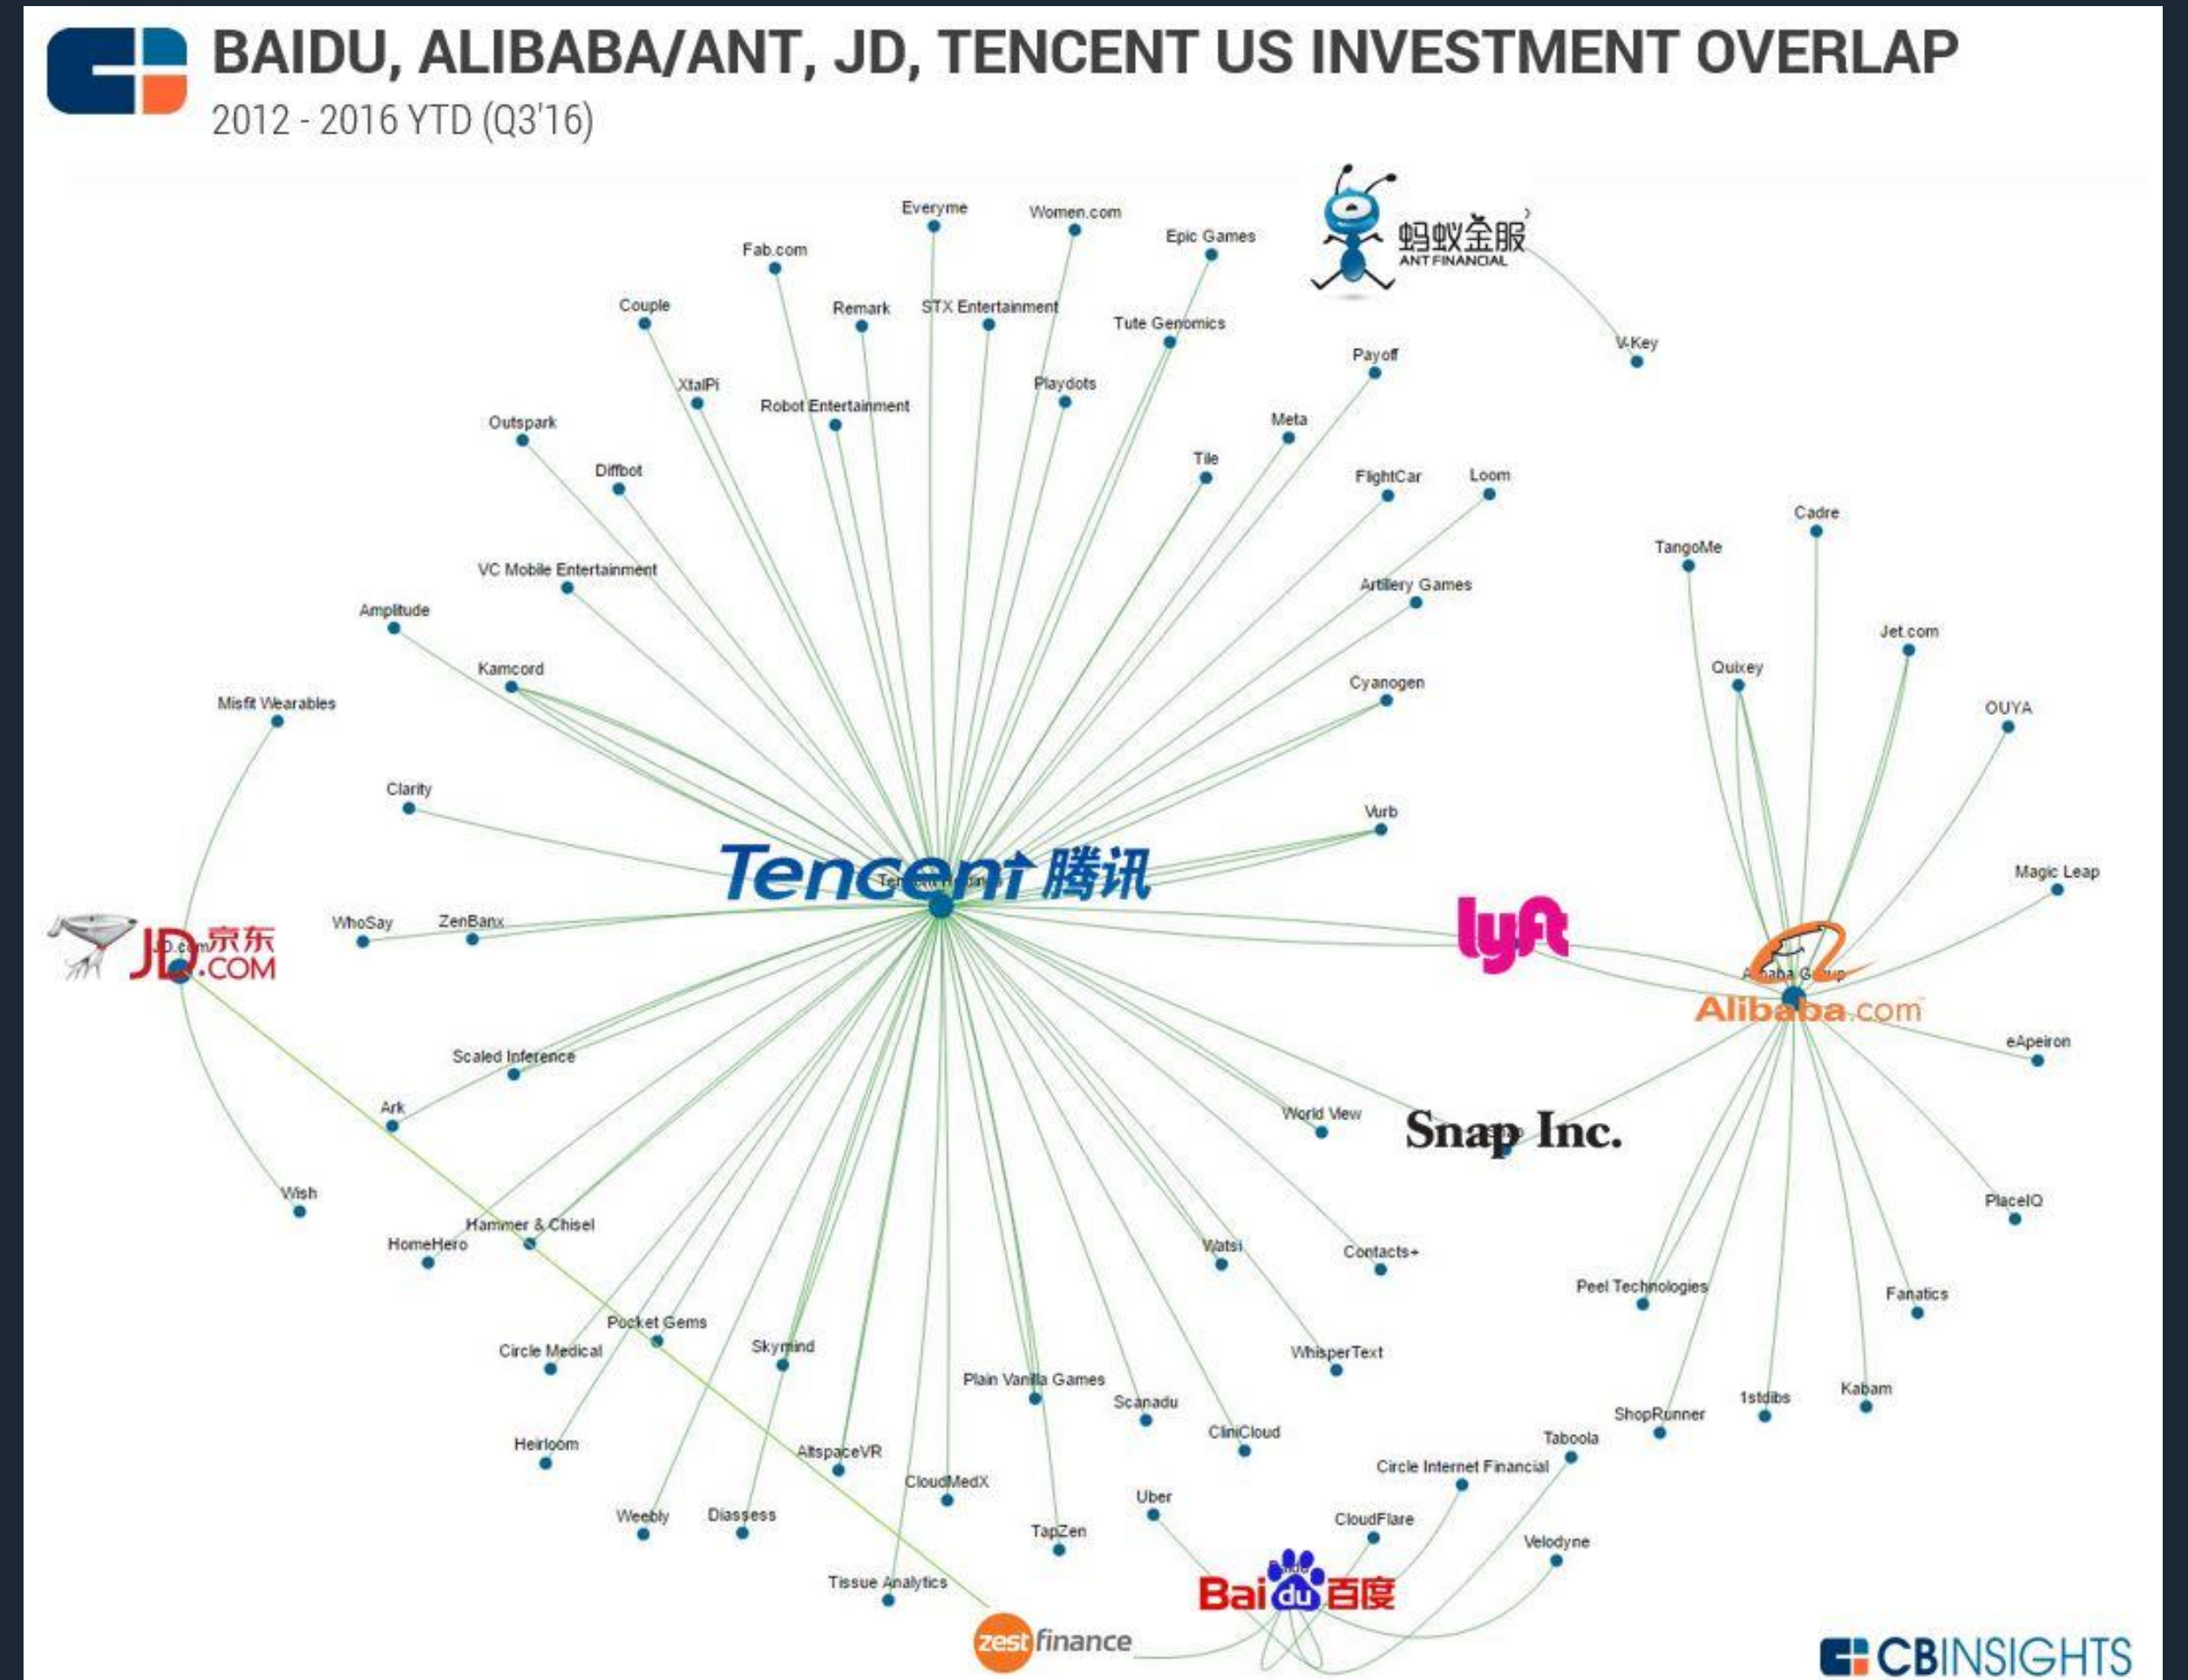 BAIDU, ALIBABA/ANT, JD, TENCENT US INVESTMENT OVERLAP
2012 - 2016 YTD (Q3'16)
Everyme
Women.com
Epic Games
蚂蚁金服
ANT FINANCIAL
Fab.com
Couple
Remark
STX Entertainment
Tute Genomics
V-Key
Payoff
XtalPi
Robot Entertainment
Playdots
Outspark
Meta
Diffbot
Tile
FlightCar
Loom
Cadre
TangoMe
VC Mobile Entertainment
Artillery Games
Amplitude
Jet.com
Kamcord
Quixey
Cyanogen
Misfit Wearables
OUYA
Clarity
Vurb
Tencent 腾讯
Magic Leap
WhoSay
ZenBanx
lyft
JD.COM 京东
Alibaba Group
Alibaba.com
eApeiron
Scaled Inference
Ark
World View
Snap Inc.
Wish
PlaceIQ
Hammer & Chisel
HomeHero
Watsi
Contacts+
Peel Technologies
Fanatics
Pocket Gems
Circle Medical
Skymind
WhisperText
Plain Vanilla Games
Scanadu
1stdibs
Kabam
ShopRunner
CliniCloud
Taboola
Heirloom
AltspaceVR
Circle Internet Financial
CloudMedX
Uber
Weebly
Diassess
CloudFlare
TapZen
Velodyne
Tissue Analytics
Bai du 百度
zest finance
CBINSIGHTS